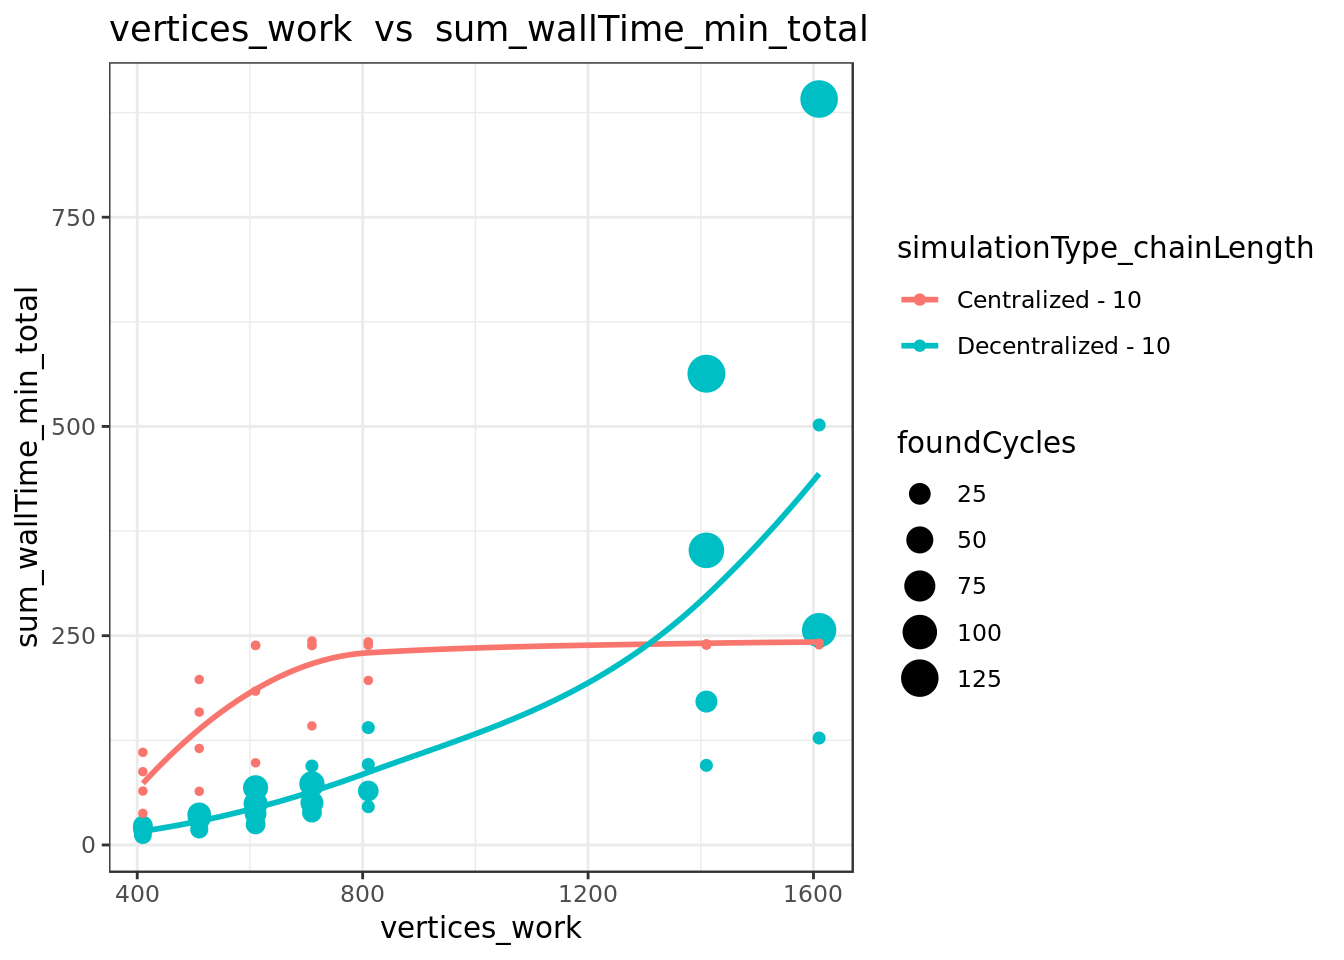 vertices_work  vs  sum_wallTime_min_total
sum_wallTime_min_total
750
500
250
0
400
800
1200
1600
vertices_work
simulationType_chainLength
Centralized - 10
Decentralized - 10
foundCycles
25
50
75
100
125